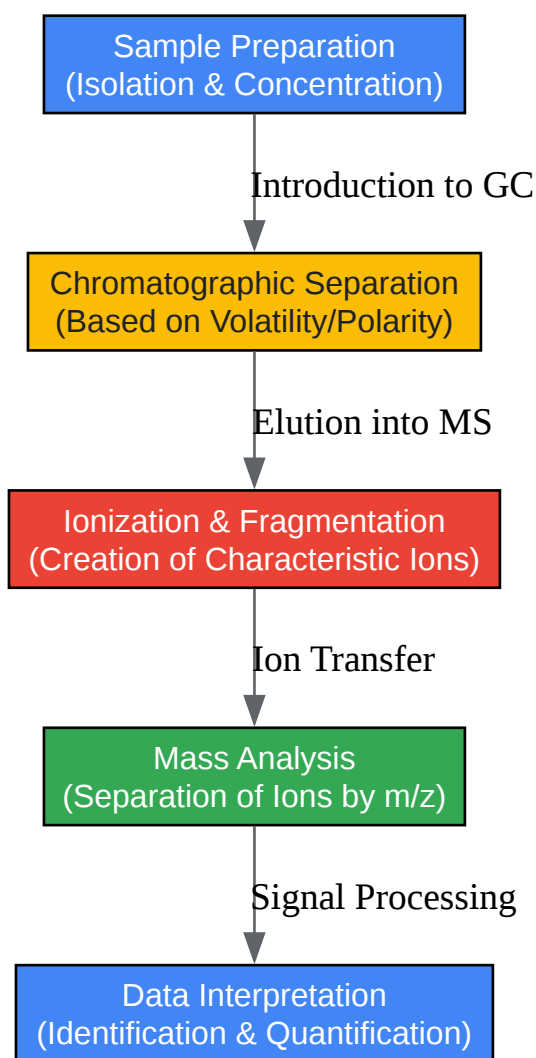 Sample Preparation
(Isolation & Concentration)
Introduction to GC
Chromatographic Separation
(Based on Volatility/Polarity)
Elution into MS
Ionization & Fragmentation
(Creation of Characteristic Ions)
Ion Transfer
Mass Analysis
(Separation of Ions by m/z)
Signal Processing
Data Interpretation
(Identification & Quantification)